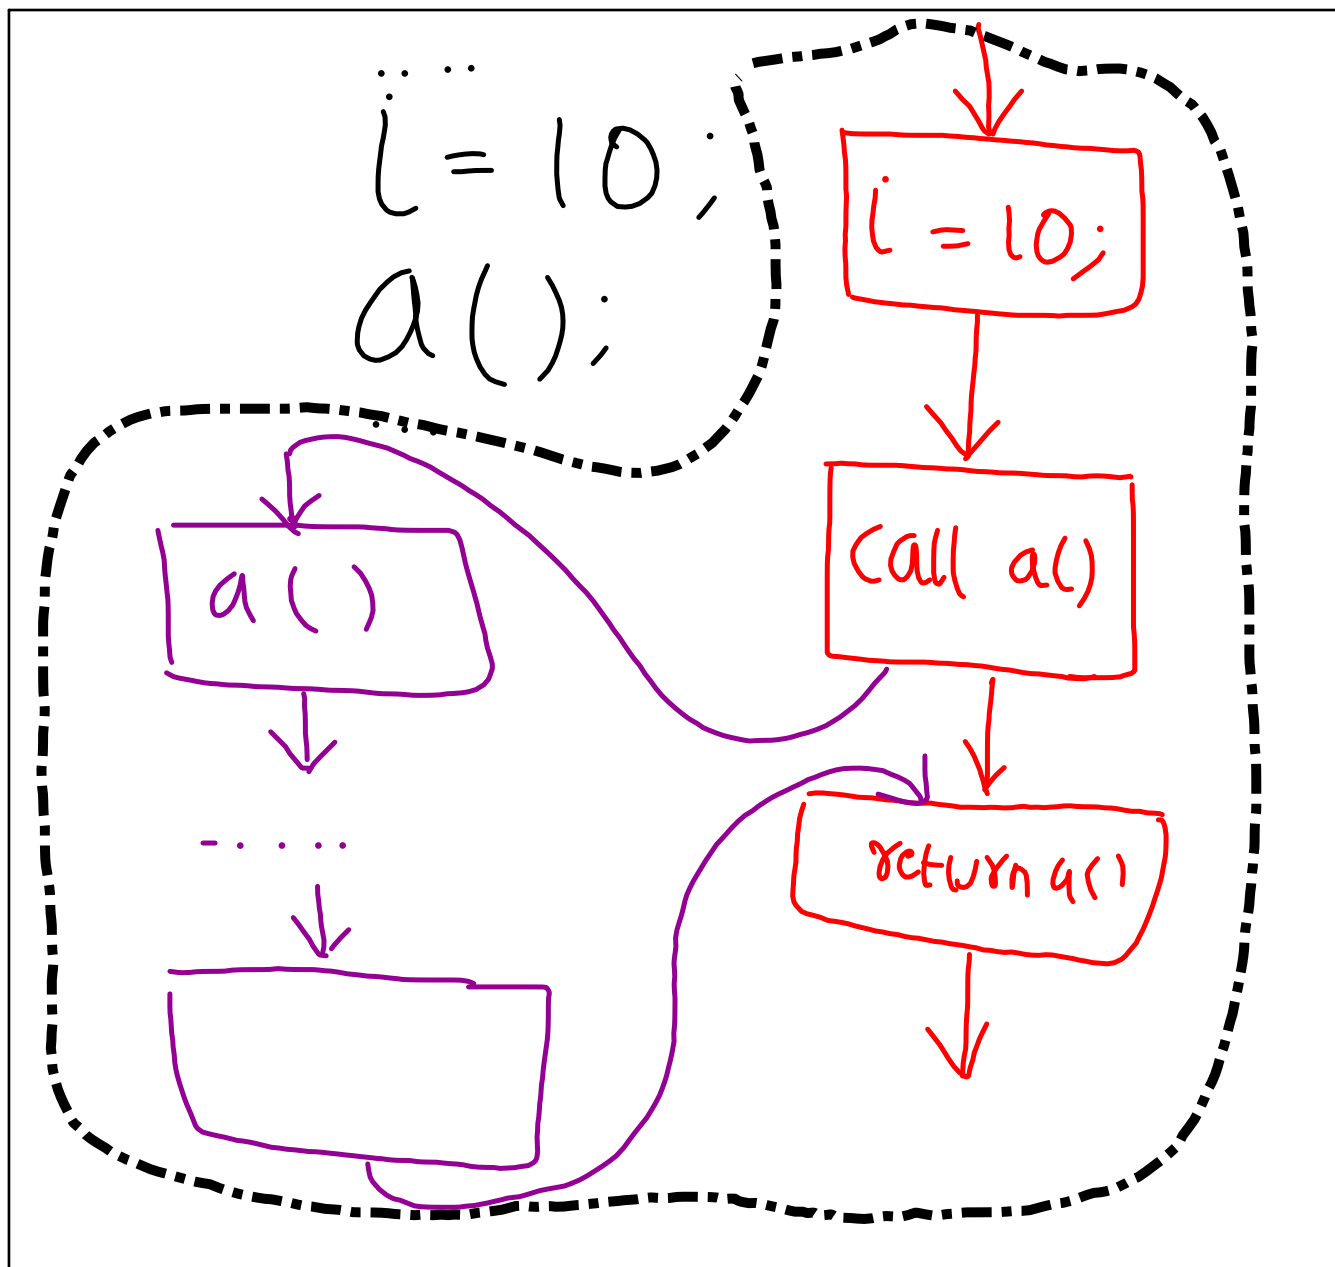 ....
i = 10 ;
a ( ) ;
...
i = 10 ;
call a()
return a()
a ( )
- . . . .